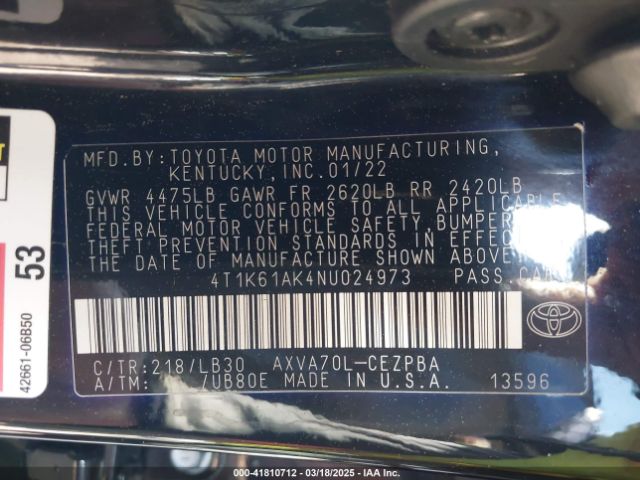 MFD.BY:TOYOTA MOTOR MANUFACTURING,
KENTUCKY,INC.01/22
GVWR 4475LB GAWR FR 2620LB RR 2420LB
THIS VEHICLE CONFORMS TO ALL APPLICABLE
FEDERAL MOTOR VEHICLE SAFETY,BUMPER,
THEFT PREVENTION STANDARDS IN EFFECT
THE DATE OF MANUFACTURE SHOWN ABOVE.
4T1K61AK4NU024973 PASS.CAR
C/TR:218/LB30 AXVA70L-CEZPBA
A/TM: /UB80E MADE IN U.S.A. 13596
53
42661-06B50
000-41810712 - 03/18/2025 - IAA Inc.